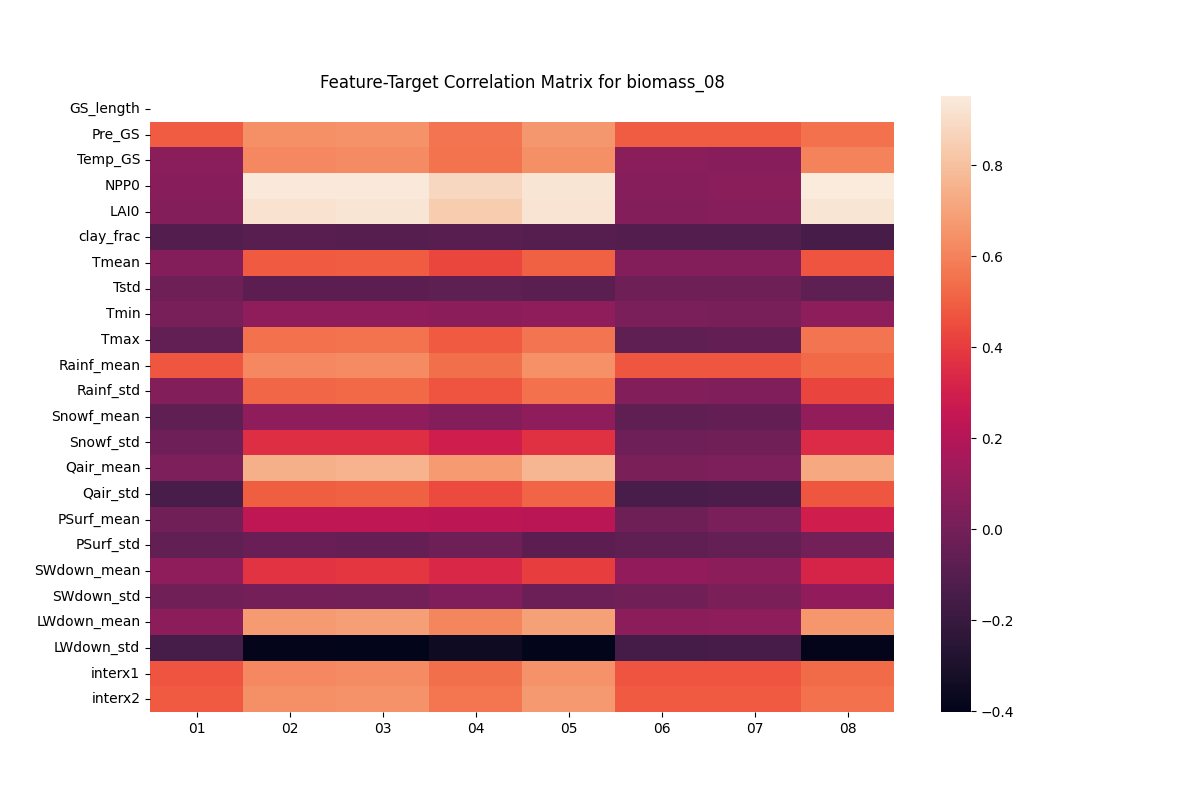 Feature-Target Correlation Matrix for biomass_08
GS_length
Pre_GS
Temp_GS
NPP0
LAI0
clay_frac
Tmean
Tstd
Tmin
Tmax
Rainf_mean
Rainf_std
Snowf_mean
Snowf_std
Qair_mean
Qair_std
PSurf_mean
PSurf_std
SWdown_mean
SWdown_std
LWdown_mean
LWdown_std
interx1
interx2
01 02 03 04 05 06 07 08
0.8
0.6
0.4
0.2
0.0
−0.2
−0.4